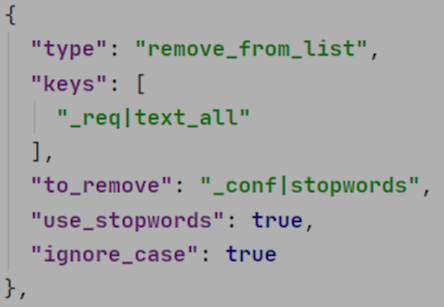 {
"type": "remove_from_list",
"keys": [
"_req|text_all"
],
"to_remove": "_conf|stopwords",
"use_stopwords": true,
"ignore_case": true
},